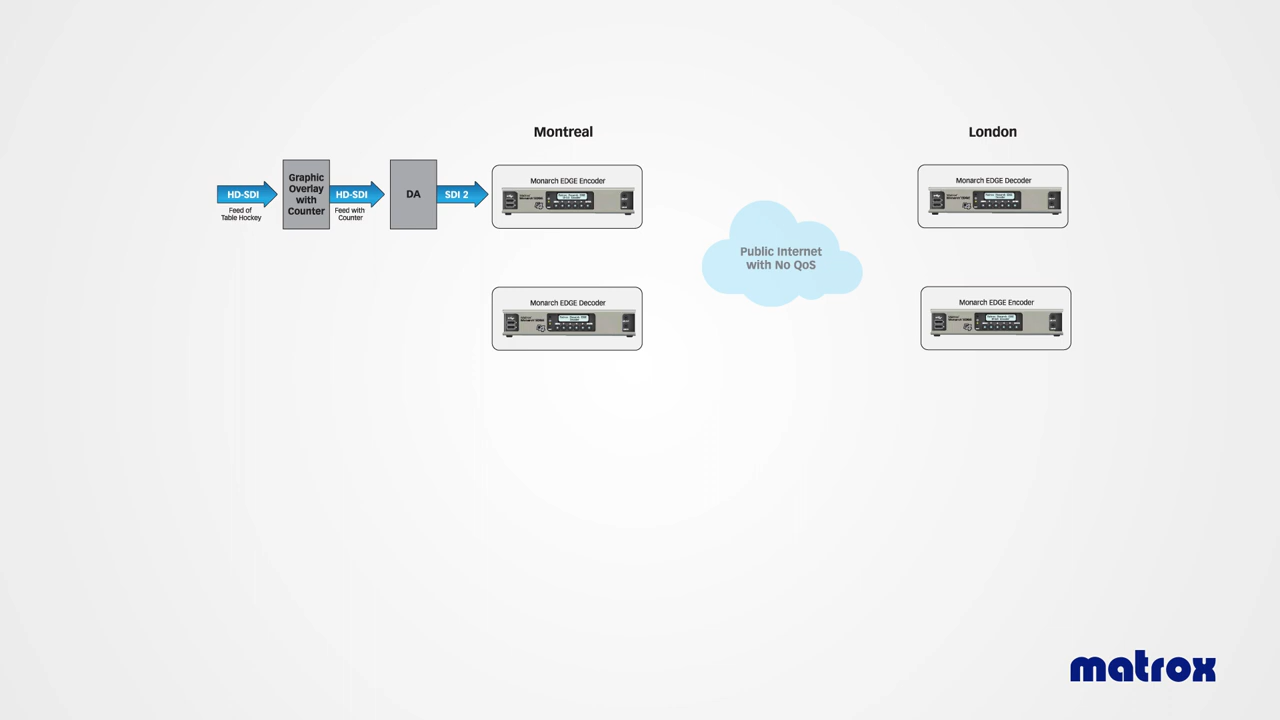 Montreal
London
HD-SDI
Feed of
Table Hockey
Graphic
Overlay
with
Counter
HD-SDI
Feed with
Counter
DA
SDI 2
Monarch EDGE Encoder
Monarch EDGE Decoder
Public Internet
with No QoS
Monarch EDGE Decoder
Monarch EDGE Encoder
matrox